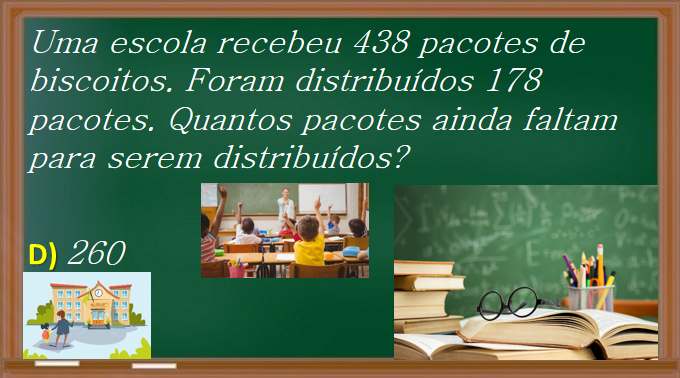 Uma escola recebeu 438 pacotes de
biscoitos. Foram distribuídos 178
pacotes. Quantos pacotes ainda faltam
para serem distribuídos?
D) 260